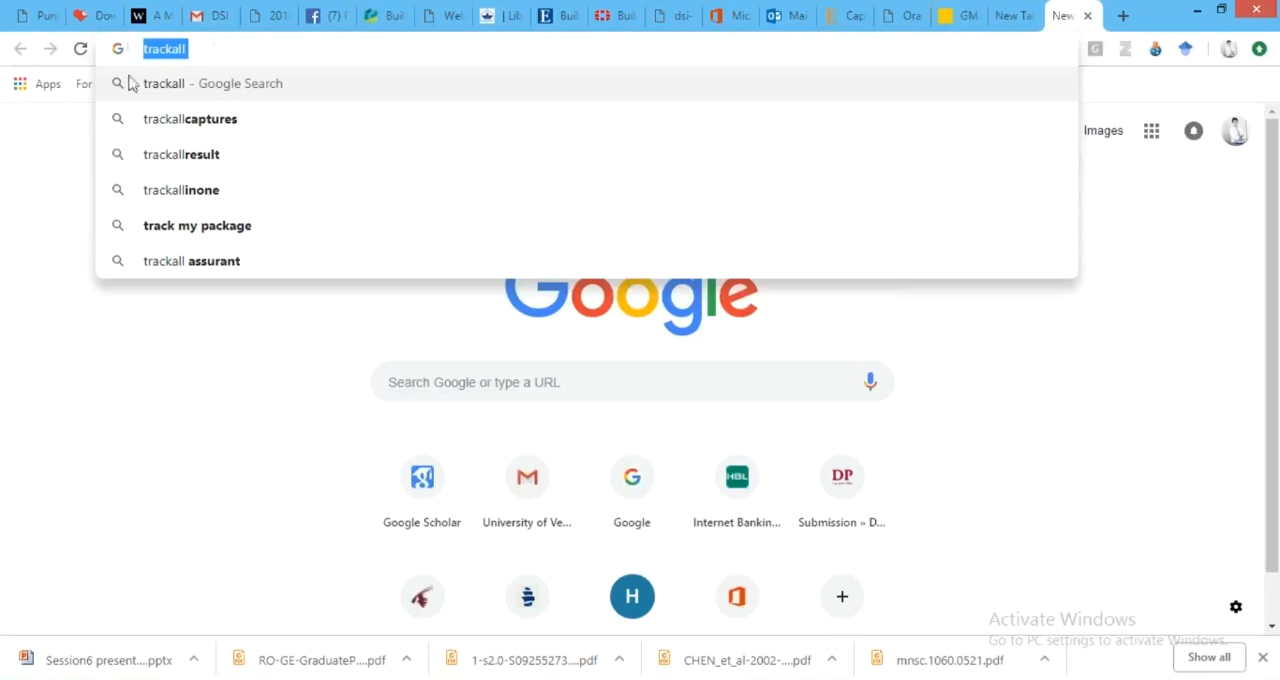 Pun Dow A M DSI 201 (7) F Buil Wel | Lib Buil Buil dsi- Mic Mai Cap Ora GM New Ta New
trackall
Apps For
trackall - Google Search
trackallcaptures
trackallresult
trackallinone
track my package
trackall assurant
Images
Google
Search Google or type a URL
DP
HBL
Google Scholar University of Ve... Google Internet Bankin... Submission » D...
H
Activate Windows
Go to PC settings to activate Windows.
Session6 present....pptx RO-GE-GraduateP....pdf 1-s2.0-S09255273....pdf CHEN_et_al-2002-....pdf mnsc.1060.0521.pdf Show all